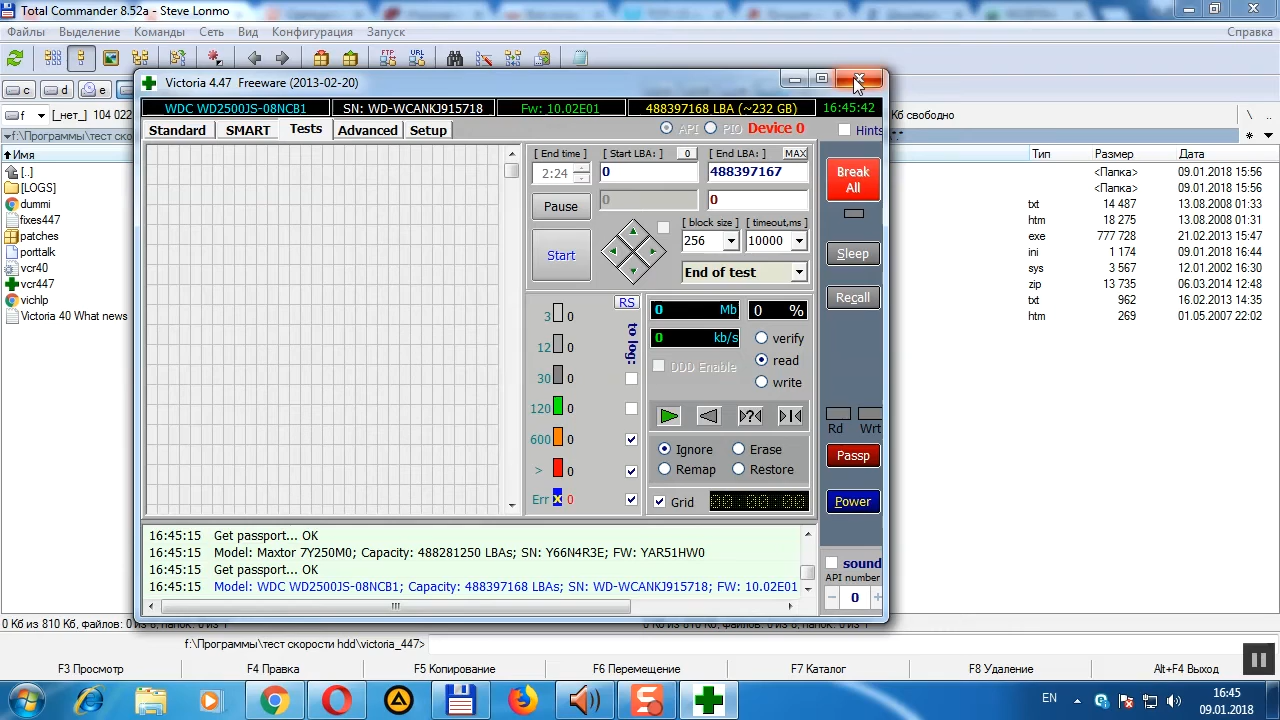 Total Commander 8.52a - Steve Lonmo
Файлы Выделение Команды Сеть Вид Конфигурация Запуск Справка
FTP URL
c d e
f [_нет_] 104 022
Кб свободно \ ..
f:\Программы\тест ско
Имя Тип Размер Дата
[..] <Папка> 09.01.2018 15:56
[LOGS] <Папка> 09.01.2018 15:56
dummi txt 14 487 13.08.2008 01:33
fixes447 htm 18 275 13.08.2008 01:33
patches exe 777 728 21.02.2013 15:47
porttalk ini 1 174 09.01.2018 16:44
vcr40 sys 3 567 12.01.2002 16:30
vcr447 zip 13 735 06.03.2014 12:48
vichlp txt 962 16.02.2013 14:35
Victoria 40 What news htm 269 01.05.2007 22:02
Victoria 4.47 Freeware (2013-02-20)
WDC WD2500JS-08NCB1 SN: WD-WCANKJ915718 Fw: 10.02E01 488397168 LBA (~232 GB) 16:45:42
Standard SMART Tests Advanced Setup API PIO Device 0 Hints
[ End time ] [ Start LBA: ] 0 [ End LBA: ] MAX
2:24 0 488397167
Pause 0 0
[ block size ] [ timeout,ms ]
Start 256 10000
End of test
Break All
Sleep
Recall
RS
to log:
3 0
12 0
30 0
120 0
600 0
> 0
Err x 0
0 Mb 0 %
0 kb/s verify
DDD Enable read
write
Ignore Erase
Remap Restore
Grid 00:00:00
Rd Wrt
Passp
Power
sound
API number
0
16:45:15 Get passport... OK
16:45:15 Model: Maxtor 7Y250M0; Capacity: 488281250 LBAs; SN: Y66N4R3E; FW: YAR51HW0
16:45:15 Get passport... OK
16:45:15 Model: WDC WD2500JS-08NCB1; Capacity: 488397168 LBAs; SN: WD-WCANKJ915718; FW: 10.02E01
f:\Программы\тест скорости hdd\victoria_447>
F3 Просмотр F4 Правка F5 Копирование F6 Перемещение F7 Каталог F8 Удаление Alt+F4 Выход
EN 16:45
09.01.2018